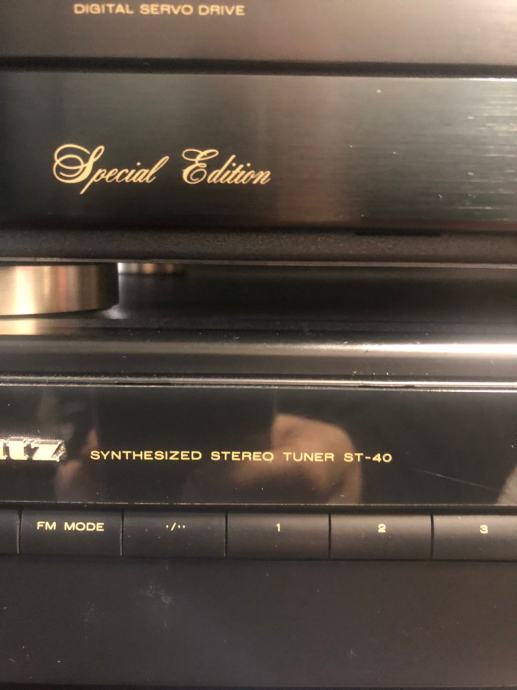 DIGITAL SERVO DRIVE
Special Edition
SYNTHESIZED STEREO TUNER ST-40
FM MODE ·/·· 1 2 3